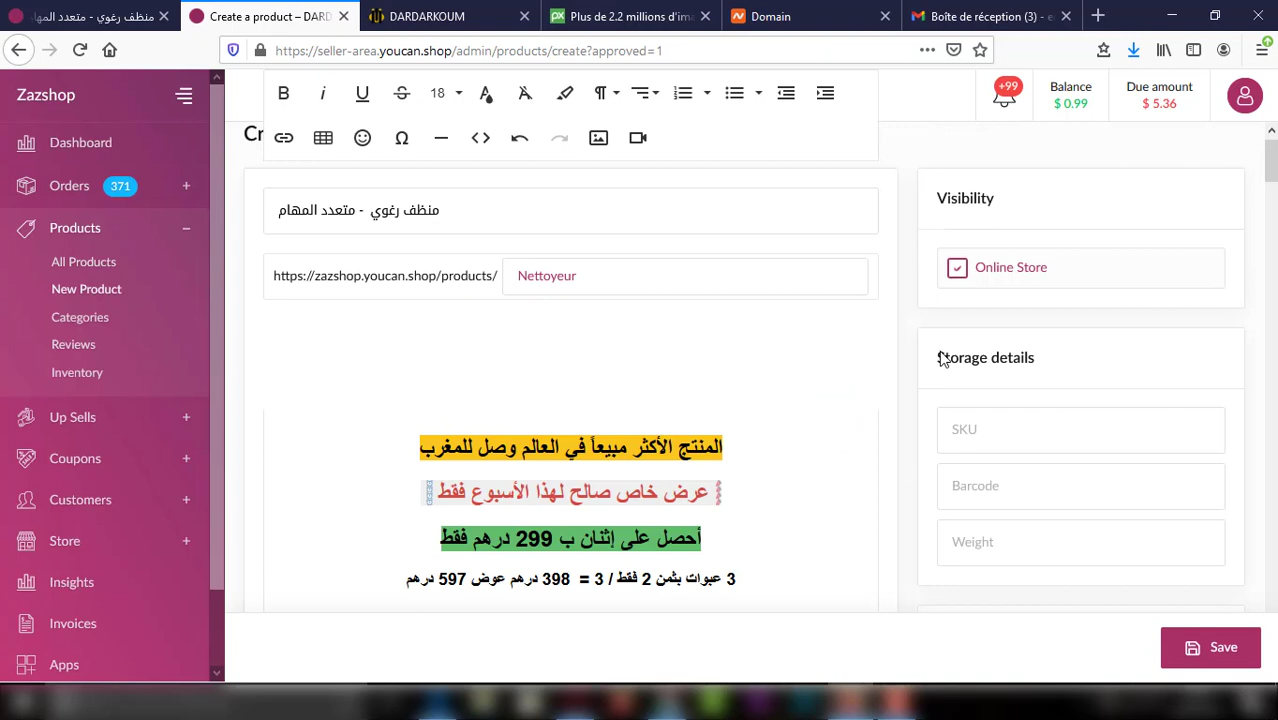 منظف رغوي - متعدد المهام
Create a product – DARD
DARDARKOUM
Plus de 2.2 millions d'ima
Domain
Boîte de réception (3) - e
https://seller-area.youcan.shop/admin/products/create?approved=1
Zazshop
+99
Balance
$ 0.99
Due amount
$ 5.36
18
Dashboard
Orders 371
Products
All Products
New Product
Categories
Reviews
Inventory
Up Sells
Coupons
Customers
Store
Insights
Invoices
Apps
Cr
منظف رغوي - متعدد المهام
https://zazshop.youcan.shop/products/ Nettoyeur
المنتج الأكثر مبيعاً في العالم وصل للمغرب
عرض خاص صالح لهذا الأسبوع فقط
أحصل على إثنان ب 299 درهم فقط
3 عبوات بثمن 2 فقط / 3 = 398 درهم عوض 597 درهم
Visibility
Online Store
Storage details
SKU
Barcode
Weight
Save